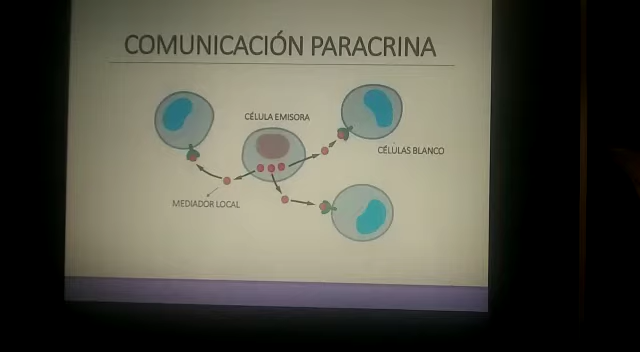 COMUNICACIÓN PARACRINA
CÉLULA EMISORA
CÉLULAS BLANCO
MEDIADOR LOCAL